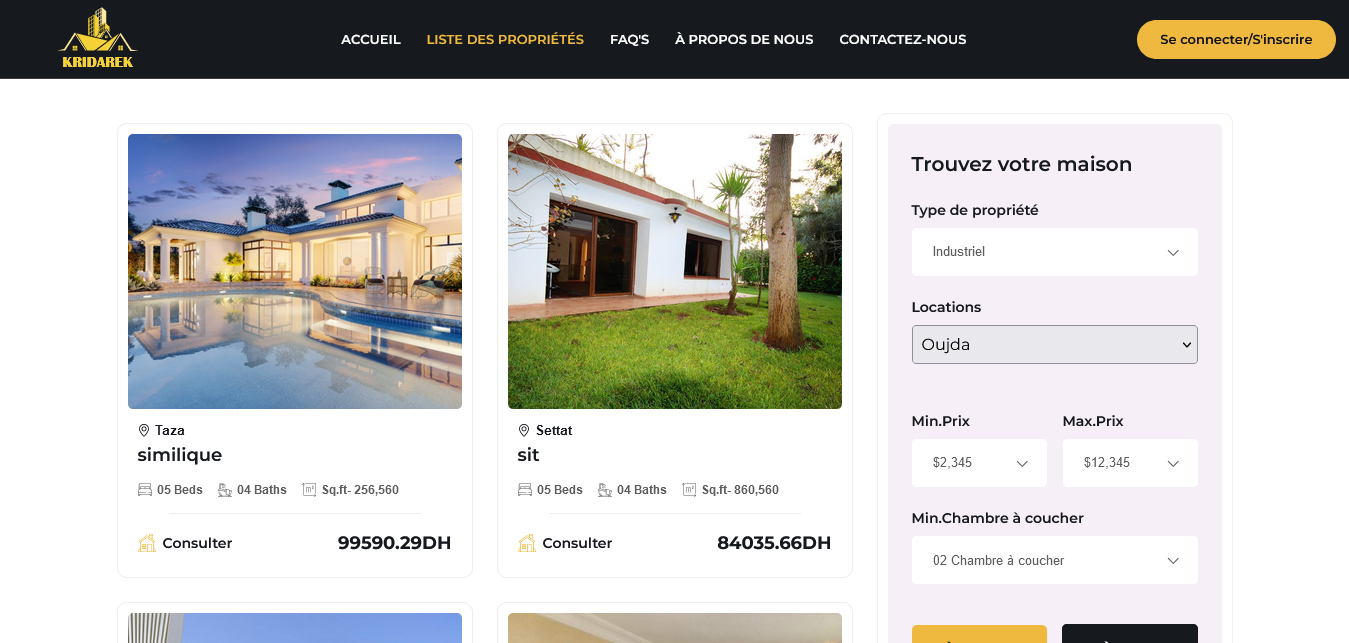 KRIDAREK
ACCUEIL LISTE DES PROPRIÉTÉS FAQ'S À PROPOS DE NOUS CONTACTEZ-NOUS Se connecter/S'inscrire
Taza
similique
05 Beds 04 Baths m² Sq.ft- 256,560
Consulter 99590.29DH
Settat
sit
05 Beds 04 Baths m² Sq.ft- 860,560
Consulter 84035.66DH
Trouvez votre maison
Type de propriété
Industriel
Locations
Oujda
Min.Prix Max.Prix
$2,345 $12,345
Min.Chambre à coucher
02 Chambre à coucher